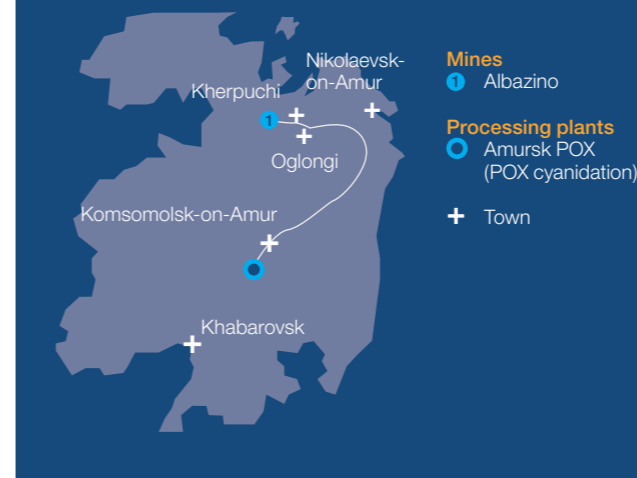 Nikolaevsk-
on-Amur
Kherpuchi
1
Oglongi
Komsomolsk-on-Amur
Khabarovsk
Mines
1 Albazino
Processing plants
Amursk POX
(POX cyanidation)
Town